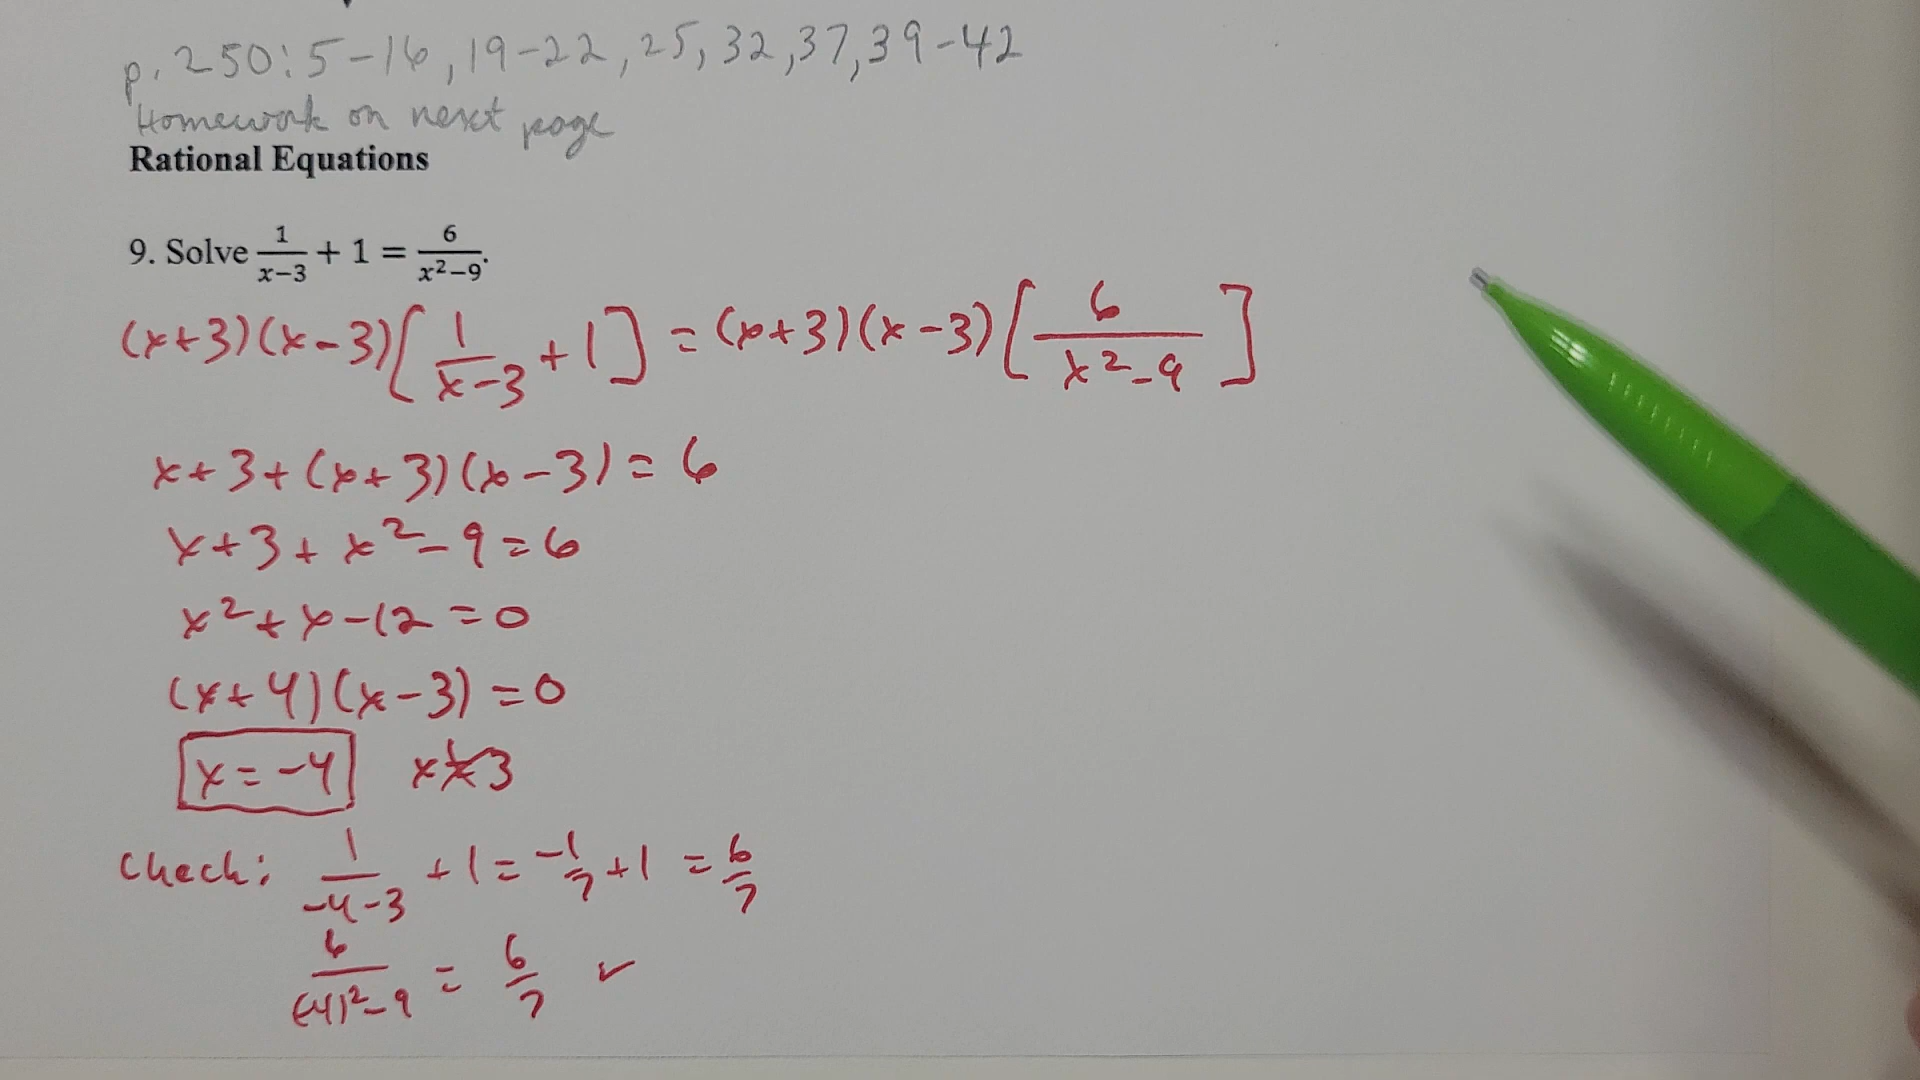 p. 250: 5-16, 19-22, 25, 32, 37, 39-42
Homework on next page
Rational Equations
9. Solve 1/(x-3) + 1 = 6/(x²-9).
(x+3)(x-3)[1/(x-3) + 1] = (x+3)(x-3)[6/(x²-9)]
x+3+(x+3)(x-3) = 6
x+3+x²-9=6
x²+x-12=0
(x+4)(x-3)=0
x=-4 x≠3
Check: 1/(-4-3) +1 = -1/7 +1 = 6/7
6/((-4)²-9) = 6/7 ✓